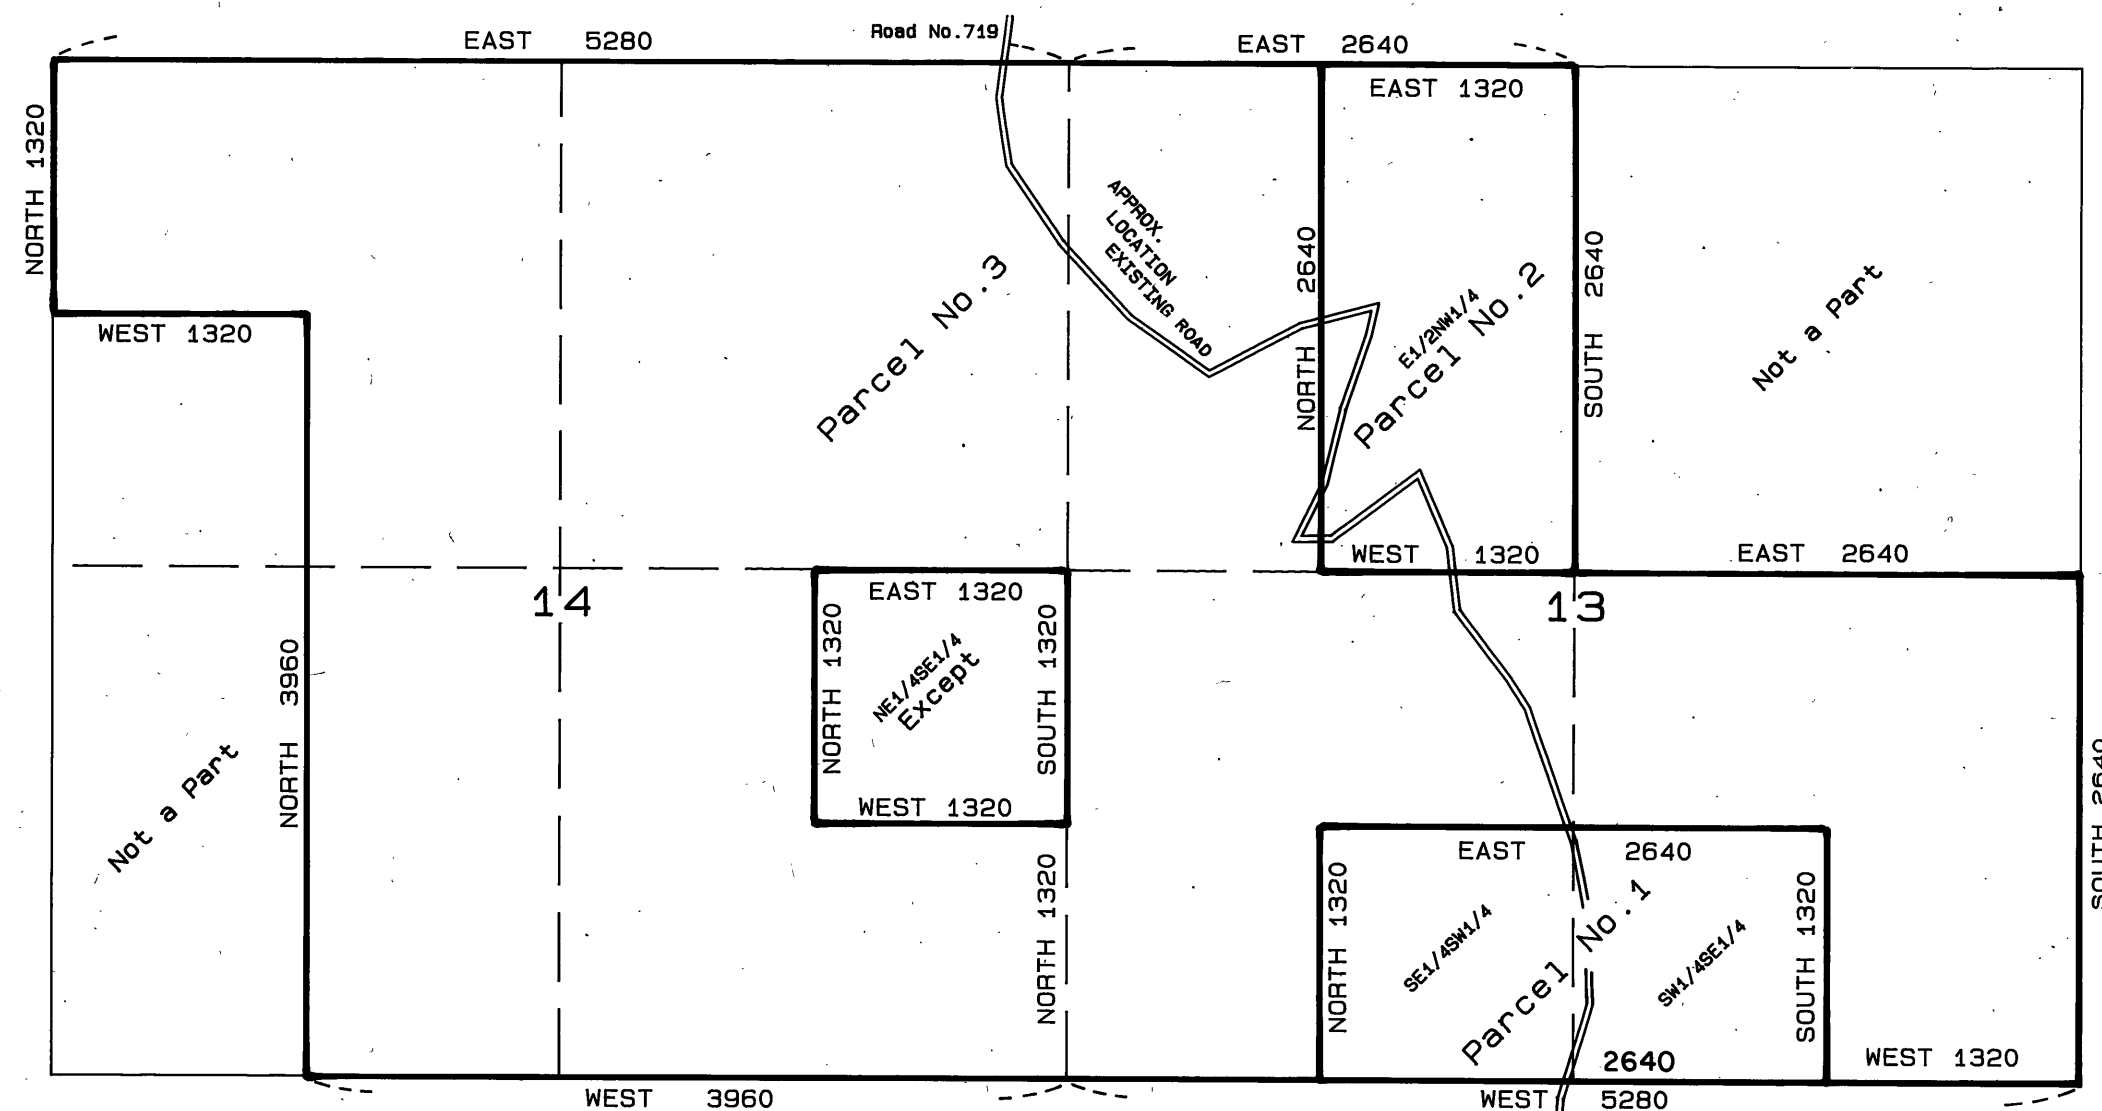 EAST 5280
Road No.719
EAST 2640
EAST 1320
NORTH 1320
WEST 1320
APPROX.
LOCATION
EXISTING ROAD
Parcel No.3
NORTH 2640
E1/2NW1/4
Parcel No.2
SOUTH 2640
Not a Part
WEST 1320
EAST 2640
14
13
EAST 1320
NORTH 1320
NE1/4SE1/4
Except
SOUTH 1320
WEST 1320
NORTH 3960
Not a Part
SOUTH 2640
NORTH 1320
EAST 2640
NORTH 1320
SE1/4SW1/4
Parcel No.1
SW1/4SE1/4
SOUTH 1320
2640
WEST 1320
WEST 3960
WEST 5280